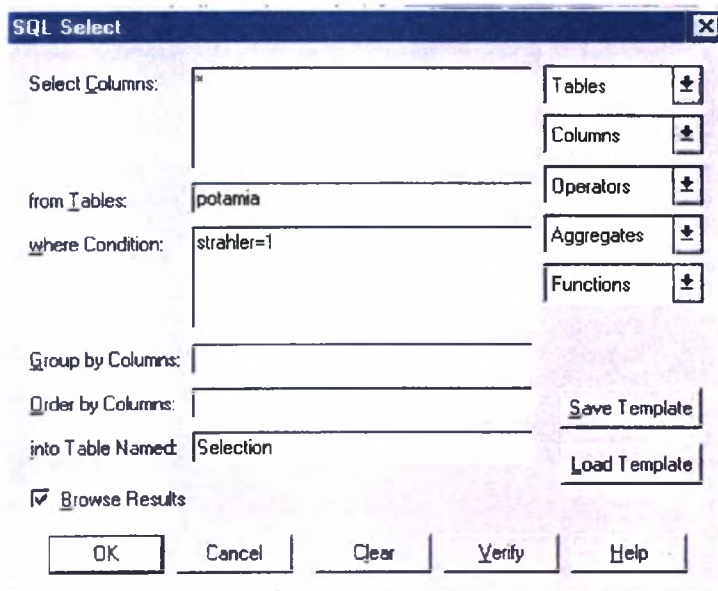 SQL Select
Select Columns: * Tables
Columns
from Tables: potamia Operators
where Condition: strahler=1 Aggregates
Functions
Group by Columns:
Order by Columns: Save Template
into Table Named: Selection Load Template
Browse Results
OK Cancel Clear Verify Help